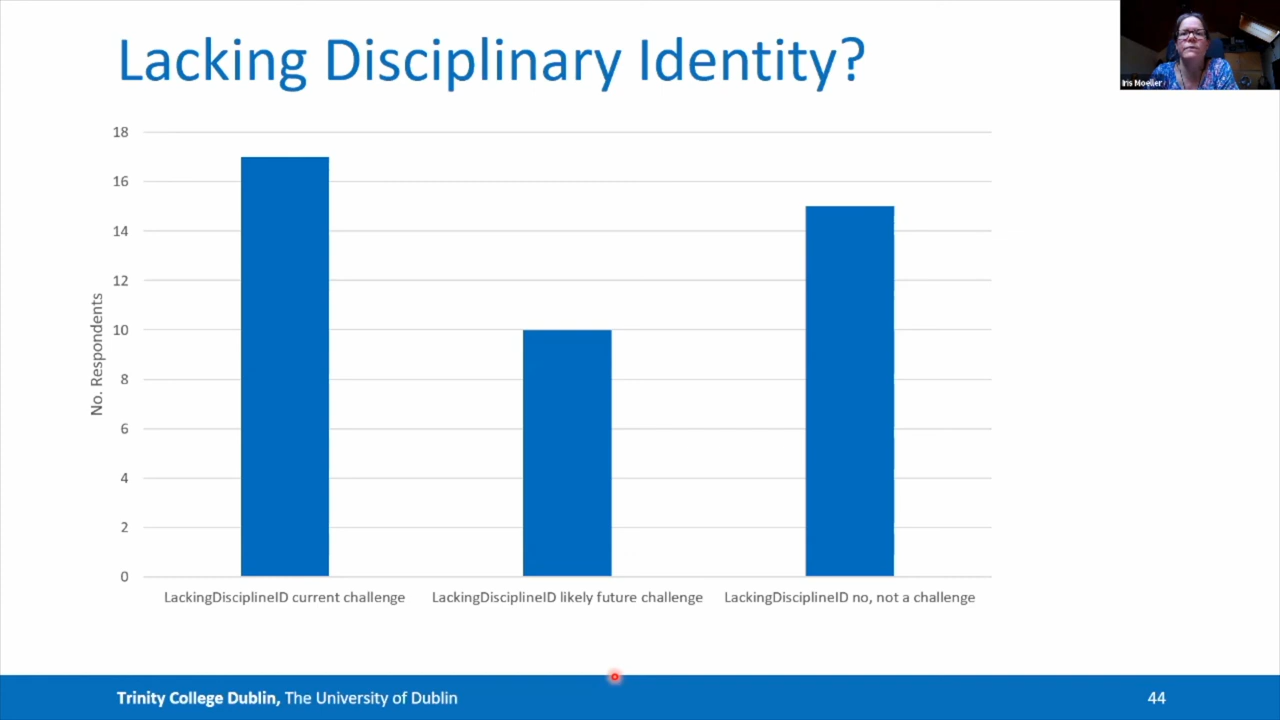 Lacking Disciplinary Identity?
Iris Moeller
18
16
14
12
10
8
6
4
2
0
No. Respondents
LackingDisciplineID current challenge
LackingDisciplineID likely future challenge
LackingDisciplineID no, not a challenge
Trinity College Dublin, The University of Dublin
44